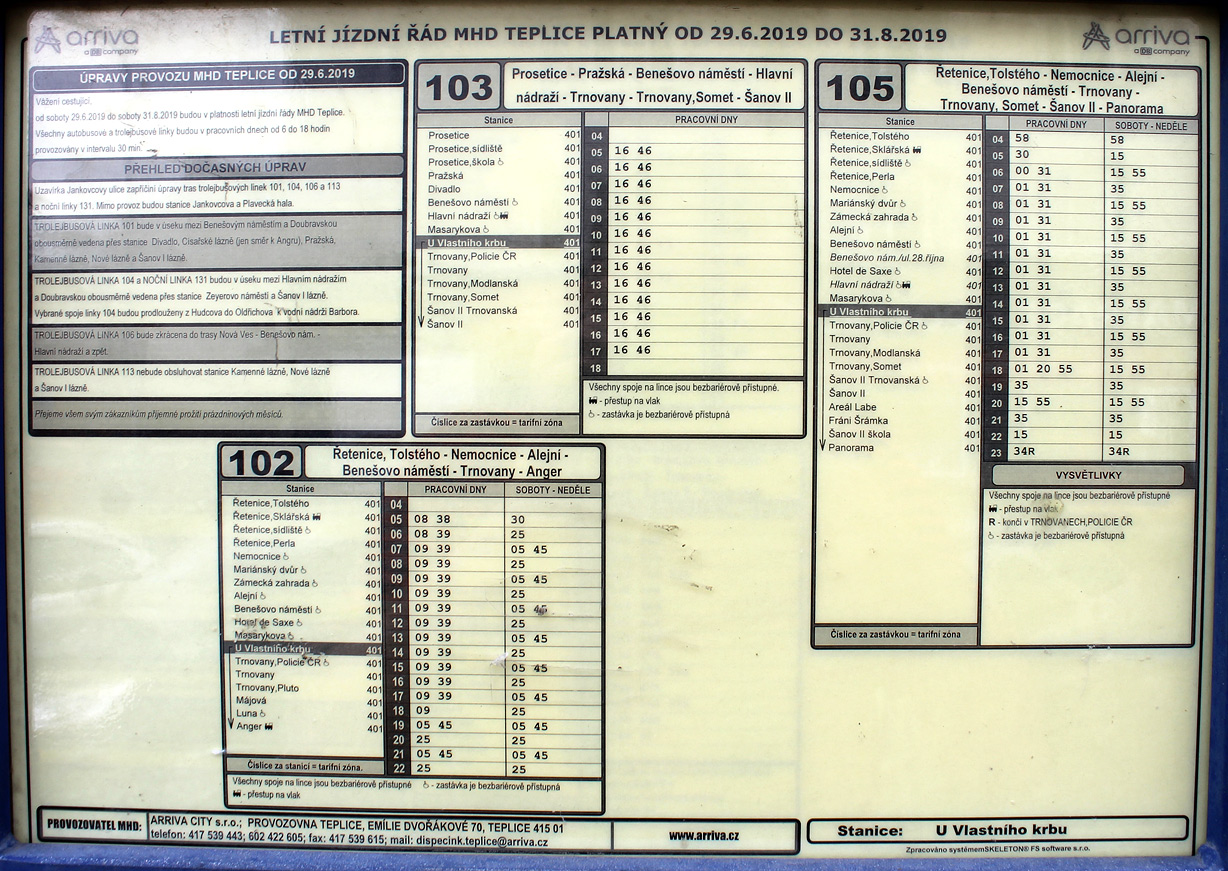 arriva
a DB company
LETNÍ JÍZDNÍ ŘÁD MHD TEPLICE PLATNÝ OD 29.6.2019 DO 31.8.2019
arriva
a DB company
ÚPRAVY PROVOZU MHD TEPLICE OD 29.6.2019
Vážení cestující,
od soboty 29.6.2019 do soboty 31.8.2019 budou v platnosti letní jízdní řády MHD Teplice.
Všechny autobusové a trolejbusové linky budou v pracovních dnech od 6 do 18 hodin
provozovány v intervalu 30 min.
PŘEHLED DOČASNÝCH ÚPRAV
Uzavírka Jankovcovy ulice zapříčiní úpravy tras trolejbusových linek 101, 104, 106 a 113
a noční linky 131. Mimo provoz budou stanice Jankovcova a Plavecká hala.
TROLEJBUSOVÁ LINKA 101 bude v úseku mezi Benešovým náměstím a Doubravskou
obousměrně vedena přes stanice Divadlo, Císařské lázně (jen směr k Angru), Pražská,
Kamenné lázně, Nové lázně a Šanov I lázně.
TROLEJBUSOVÁ LINKA 104 a NOČNÍ LINKA 131 budou v úseku mezi Hlavním nádražím
a Doubravskou obousměrně vedena přes stanice Zeyerovo náměstí a Šanov I lázně.
Vybrané spoje linky 104 budou prodlouženy z Hudcova do Oldřichova k vodní nádrži Barbora.
TROLEJBUSOVÁ LINKA 106 bude zkrácena do trasy Nová Ves - Benešovo nám. -
Hlavní nádraží a zpět.
TROLEJBUSOVÁ LINKA 113 nebude obsluhovat stanice Kamenné lázně, Nové lázně
a Šanov I lázně.
Přejeme všem svým zákazníkům příjemné prožití prázdninových měsíců.
103
Prosetice - Pražská - Benešovo náměstí - Hlavní
nádraží - Trnovany - Trnovany,Somet - Šanov II
Stanice
Prosetice 401
Prosetice,sídliště 401
Prosetice,škola 401
Pražská 401
Divadlo 401
Benešovo náměstí 401
Hlavní nádraží 401
Masarykova 401
U Vlastního krbu 401
Trnovany,Policie ČR 401
Trnovany 401
Trnovany,Modlanská 401
Trnovany,Somet 401
Šanov II Trnovanská 401
Šanov II 401
Číslice za zastávkou = tarifní zóna
PRACOVNÍ DNY
04
05 16 46
06 16 46
07 16 46
08 16 46
09 16 46
10 16 46
11 16 46
12 16 46
13 16 46
14 16 46
15 16 46
16 16 46
17 16 46
18
Všechny spoje na lince jsou bezbariérově přístupné.
- přestup na vlak
- zastávka je bezbariérově přístupná
105
Řetenice,Tolstého - Nemocnice - Alejní -
Benešovo náměstí - Trnovany -
Trnovany, Somet - Šanov II - Panorama
Stanice
Řetenice,Tolstého 401
Řetenice,Sklářská 401
Řetenice,sídliště 401
Řetenice,Perla 401
Nemocnice 401
Mariánský dvůr 401
Zámecká zahrada 401
Alejní 401
Benešovo náměstí 401
Benešovo nám./ul.28.října 401
Hotel de Saxe 401
Hlavní nádraží 401
Masarykova 401
U Vlastního krbu 401
Trnovany,Policie ČR 401
Trnovany 401
Trnovany,Modlanská 401
Trnovany,Somet 401
Šanov II Trnovanská 401
Šanov II 401
Areál Labe 401
Fráni Šrámka 401
Šanov II škola 401
Panorama 401
Číslice za zastávkou = tarifní zóna
PRACOVNÍ DNY SOBOTY - NEDĚLE
04 58 58
05 30 15
06 00 31 15 55
07 01 31 35
08 01 31 15 55
09 01 31 35
10 01 31 15 55
11 01 31 35
12 01 31 15 55
13 01 31 35
14 01 31 15 55
15 01 31 35
16 01 31 15 55
17 01 31 35
18 01 20 55 15 55
19 35 35
20 15 55 15 55
21 35 35
22 15 15
23 34R 34R
VYSVĚTLIVKY
Všechny spoje na lince jsou bezbariérově přístupné
- přestup na vlak
R - končí v TRNOVANECH,POLICIE ČR
- zastávka je bezbariérově přístupná
102
Řetenice, Tolstého - Nemocnice - Alejní -
Benešovo náměstí - Trnovany - Anger
Stanice
Řetenice,Tolstého 401
Řetenice,Sklářská 401
Řetenice,sídliště 401
Řetenice,Perla 401
Nemocnice 401
Mariánský dvůr 401
Zámecká zahrada 401
Alejní 401
Benešovo náměstí 401
Hotel de Saxe 401
Masarykova 401
U Vlastního krbu 401
Trnovany,Policie ČR 401
Trnovany 401
Trnovany,Pluto 401
Májová 401
Luna 401
Anger 401
Číslice za stanicí = tarifní zóna.
PRACOVNÍ DNY SOBOTY - NEDĚLE
04
05 08 38 30
06 08 39 25
07 09 39 05 45
08 09 39 25
09 09 39 05 45
10 09 39 25
11 09 39 05 45
12 09 39 25
13 09 39 05 45
14 09 39 25
15 09 39 05 45
16 09 39 25
17 09 39 05 45
18 09 25
19 05 45 05 45
20 25 25
21 05 45 05 45
22 25 25
Všechny spoje na lince jsou bezbariérově přístupné - zastávka je bezbariérově přístupná
- přestup na vlak
PROVOZOVATEL MHD:
ARRIVA CITY s.r.o.; PROVOZOVNA TEPLICE, EMÍLIE DVOŘÁKOVÉ 70, TEPLICE 415 01
telefon: 417 539 443; 602 422 605; fax: 417 539 615; mail: dispecink.teplice@arriva.cz
www.arriva.cz
Stanice: U Vlastního krbu
Zpracováno systémemSKELETON® FS software s.r.o.